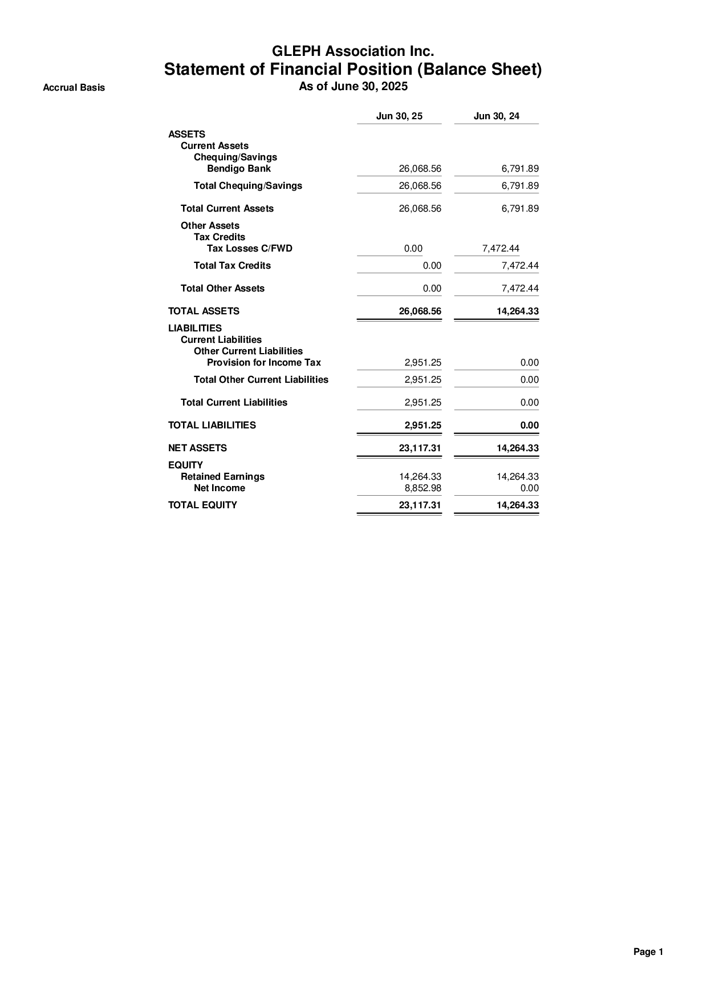 GLEPH Association Inc.
Statement of Financial Position (Balance Sheet)
Accrual Basis As of June 30, 2025
Jun 30, 25 Jun 30, 24
ASSETS
Current Assets
Chequing/Savings
Bendigo Bank 26,068.56 6,791.89
Total Chequing/Savings 26,068.56 6,791.89
Total Current Assets 26,068.56 6,791.89
Other Assets
Tax Credits
Tax Losses C/FWD 0.00 7,472.44
Total Tax Credits 0.00 7,472.44
Total Other Assets 0.00 7,472.44
TOTAL ASSETS 26,068.56 14,264.33
LIABILITIES
Current Liabilities
Other Current Liabilities
Provision for Income Tax 2,951.25 0.00
Total Other Current Liabilities 2,951.25 0.00
Total Current Liabilities 2,951.25 0.00
TOTAL LIABILITIES 2,951.25 0.00
NET ASSETS 23,117.31 14,264.33
EQUITY
Retained Earnings 14,264.33 14,264.33
Net Income 8,852.98 0.00
TOTAL EQUITY 23,117.31 14,264.33
Page 1